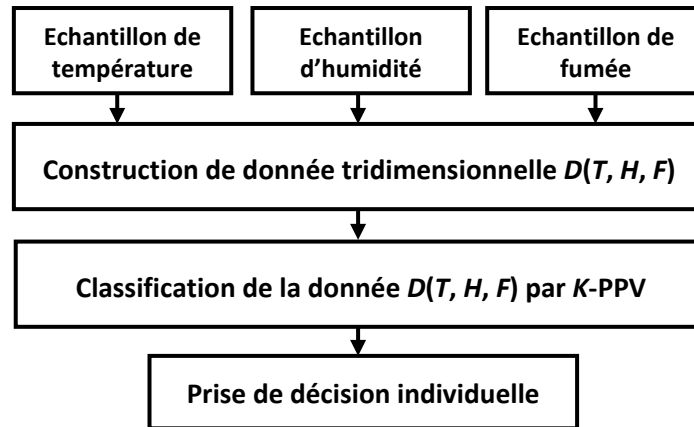 Echantillon de
température
Echantillon
d’humidité
Echantillon de
fumée
Construction de donnée tridimensionnelle D(T, H, F)
Classification de la donnée D(T, H, F) par K-PPV
Prise de décision individuelle